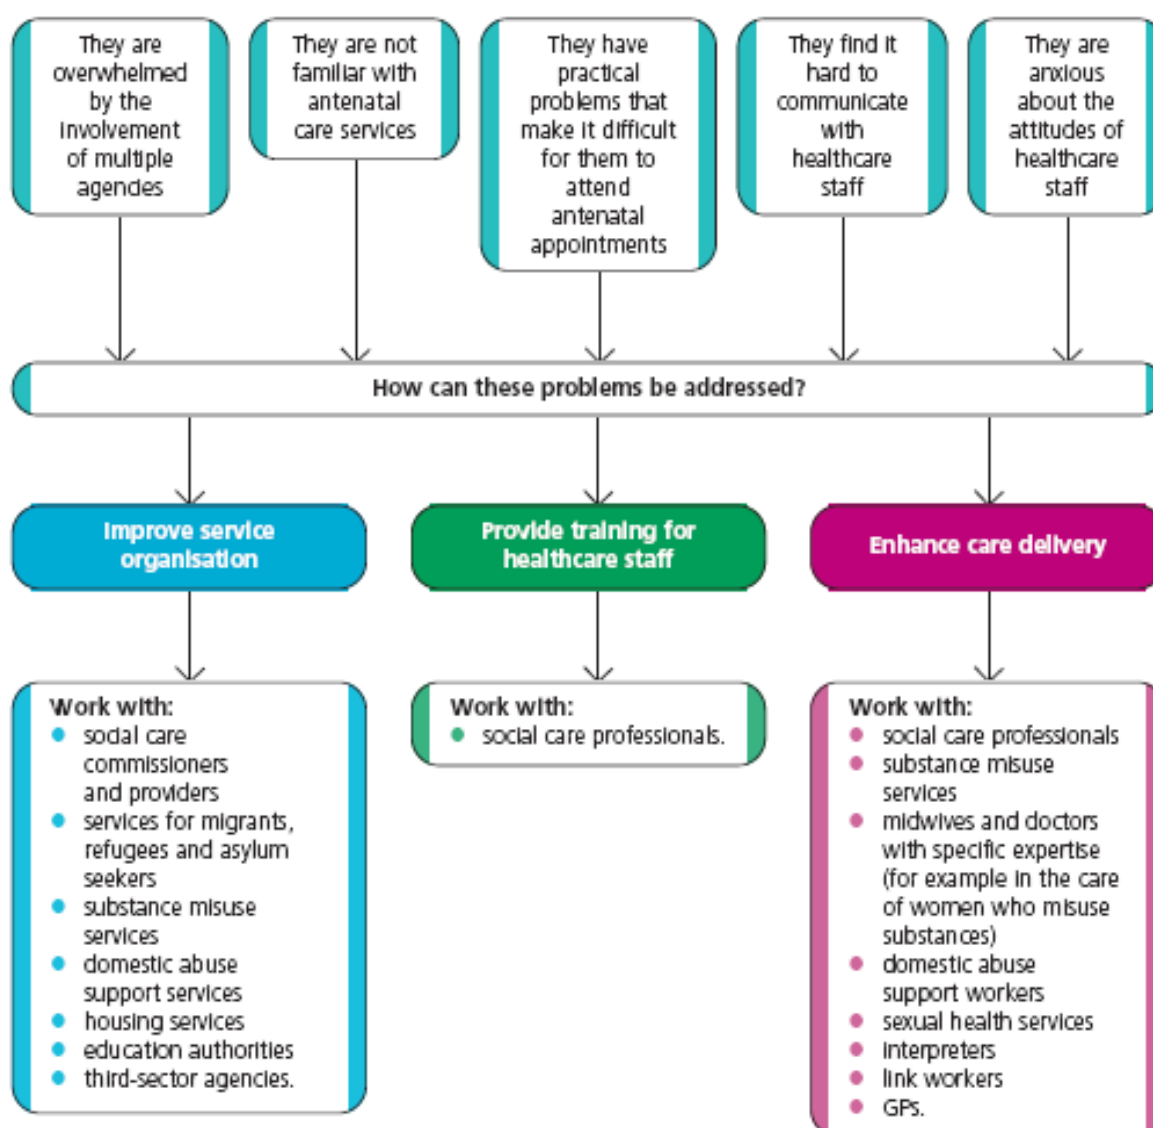 They are
overwhelmed
by the
involvement
of multiple
agencies
They are not
familiar with
antenatal
care services
They have
practical
problems that
make it difficult
for them to
attend
antenatal
appointments
They find it
hard to
communicate
with
healthcare
staff
They are
anxious
about the
attitudes of
healthcare
staff
How can these problems be addressed?
Improve service
organisation
Provide training for
healthcare staff
Enhance care delivery
Work with:
• social care
commissioners
and providers
• services for migrants,
refugees and asylum
seekers
• substance misuse
services
• domestic abuse
support services
• housing services
• education authorities
• third-sector agencies.
Work with:
• social care professionals.
Work with:
• social care professionals
• substance misuse
services
• midwives and doctors
with specific expertise
(for example in the care
of women who misuse
substances)
• domestic abuse
support workers
• sexual health services
• interpreters
• link workers
• GPs.